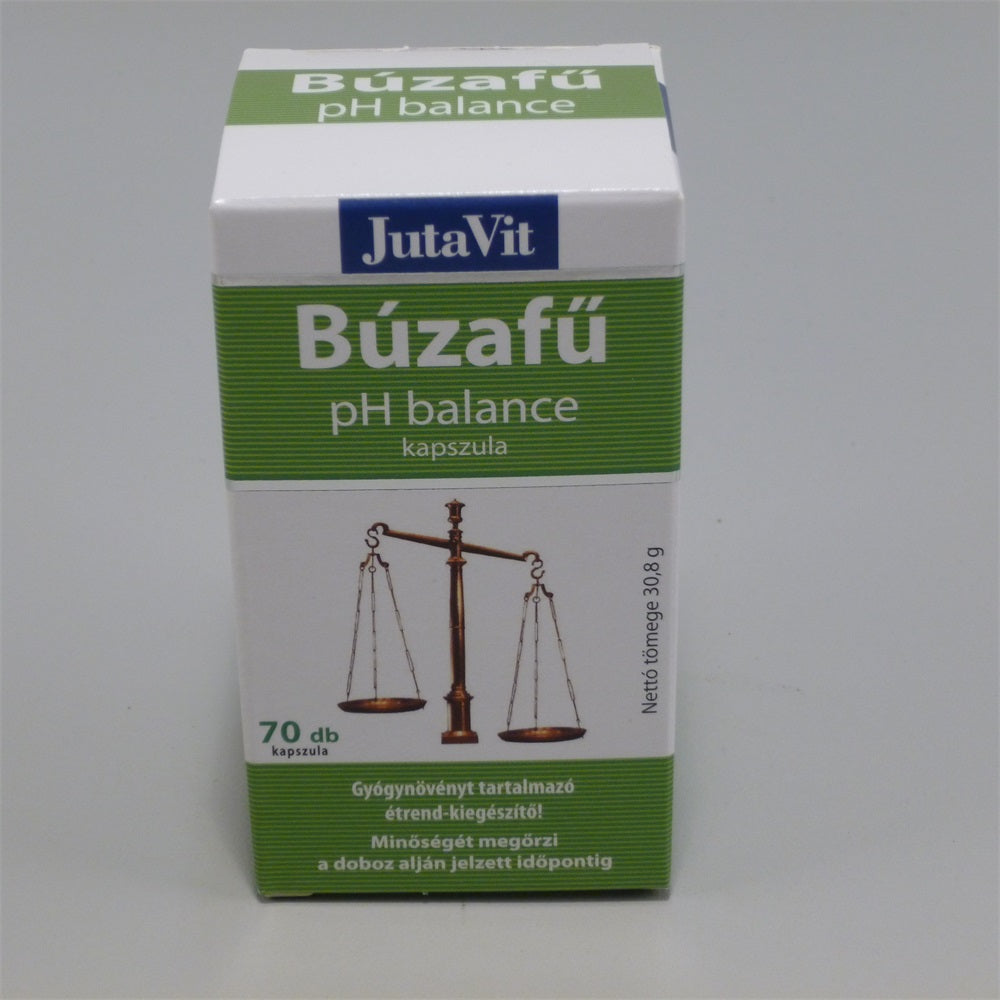 Búzafű
pH balance
JutaVit
Búzafű
pH balance
kapszula
Nettó tömege 30,8 g
70 db
kapszula
Gyógynövényt tartalmazó
étrend-kiegészítő!
Minőségét megőrzi
a doboz alján jelzett időpontig